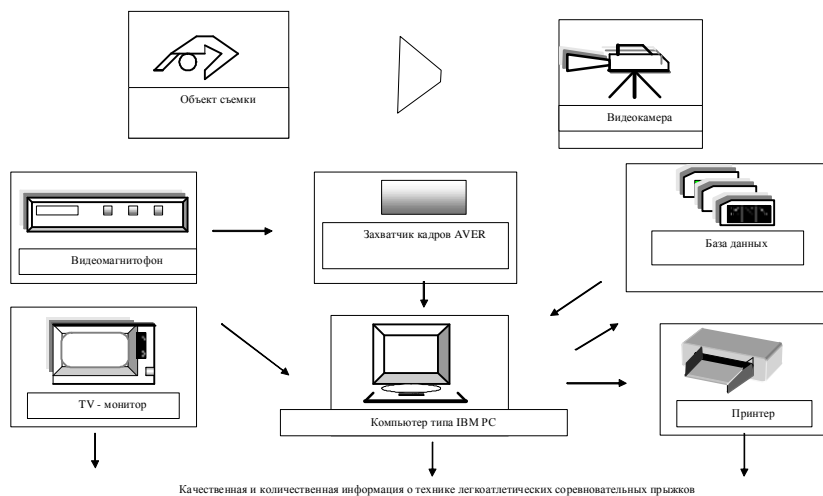 Объект съемки
Видеокамера
Видеомагнитофон
Захватчик кадров AVER
База данных
TV - монитор
Компьютер типа IBM PC
Принтер
Качественная и количественная информация о технике легкоатлетических соревновательных прыжков